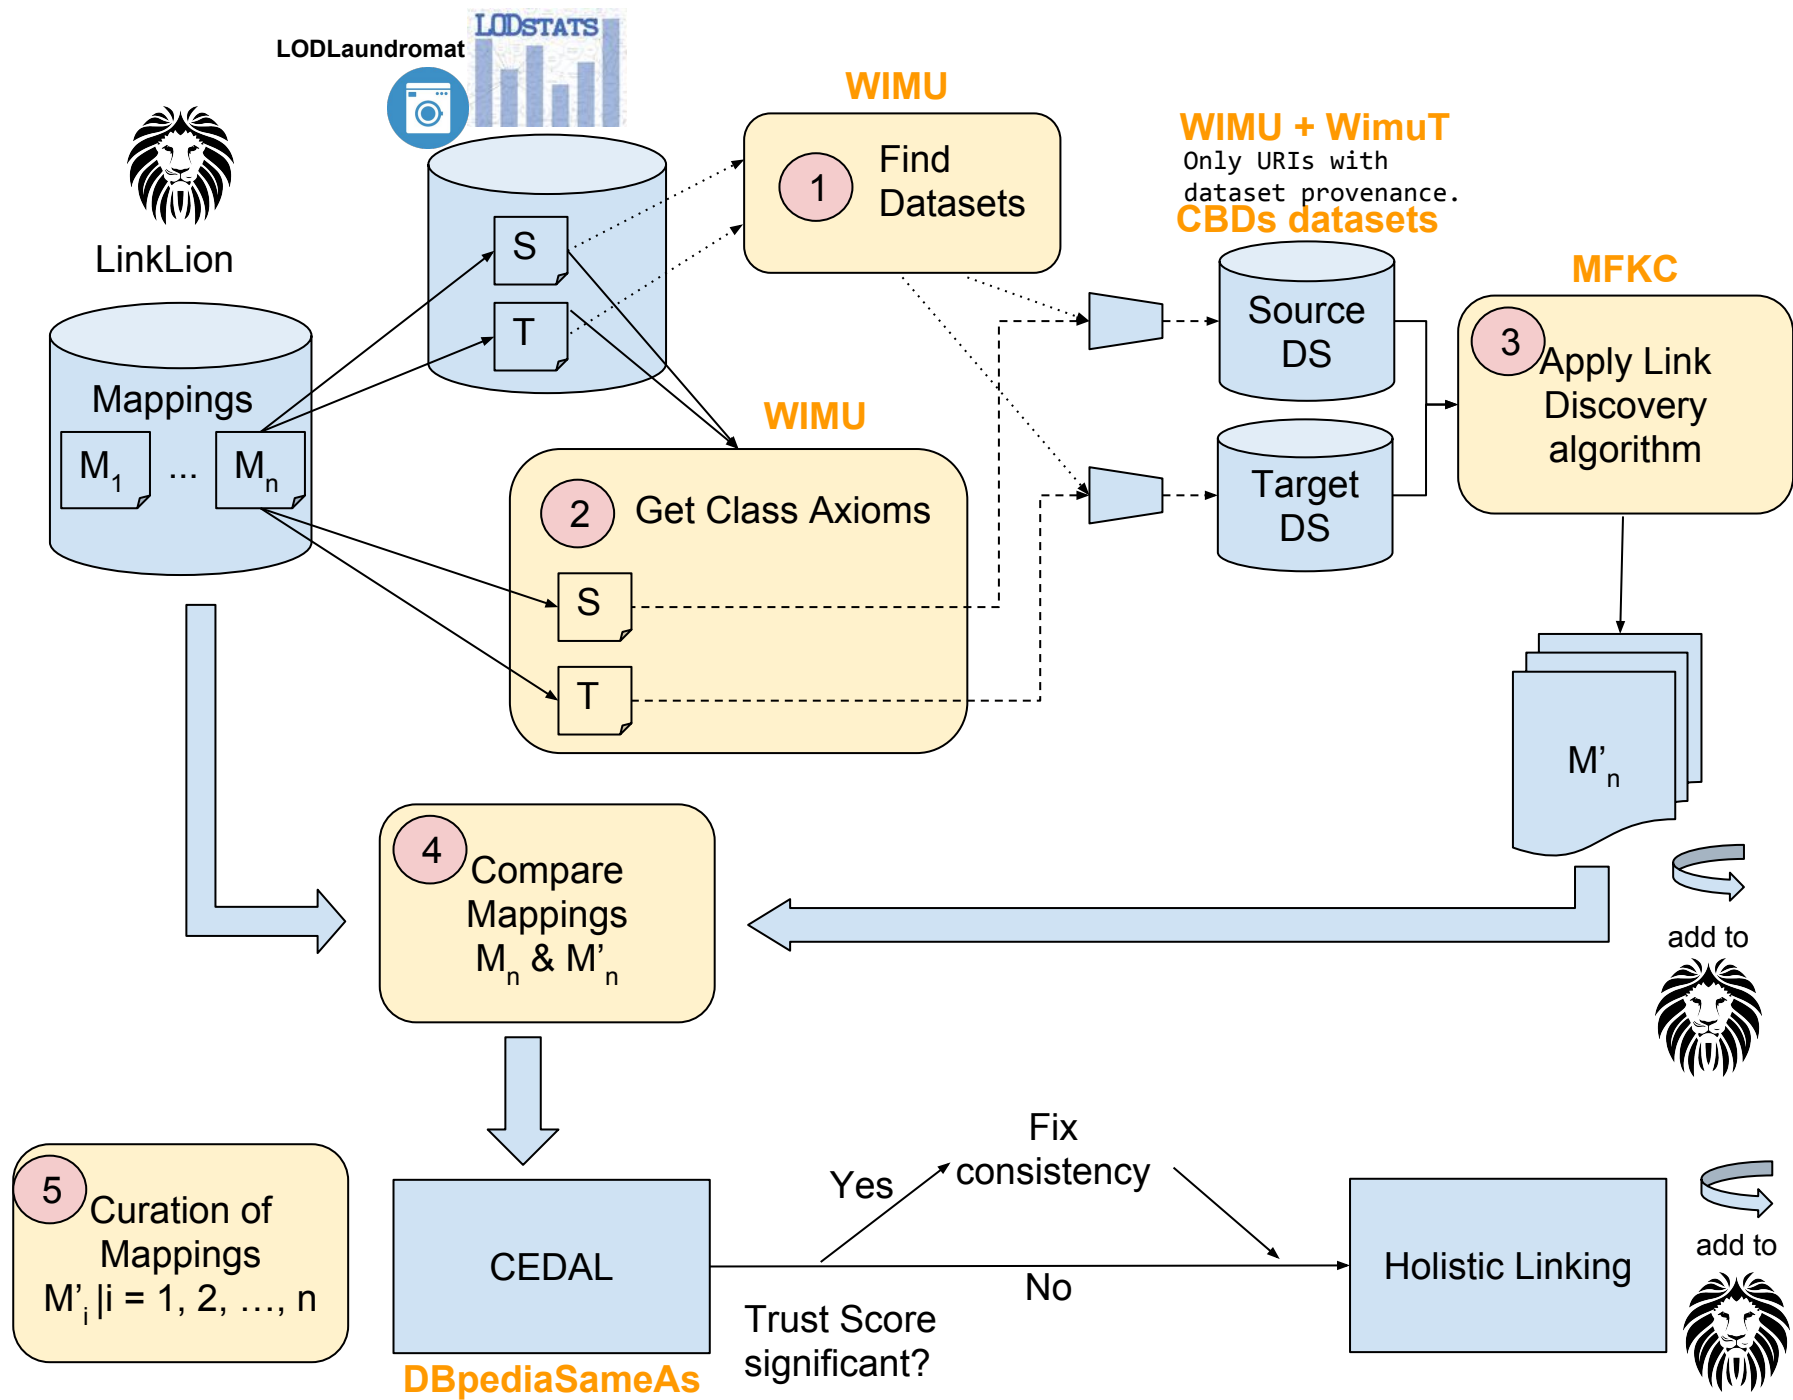 LODSTATS
LODLaundromat
WIMU
WIMU + WimuT
Only URIs with
dataset provenance.
CBDs datasets
1
Find
Datasets
LinkLion
S
T
MFKC
Source
DS
3
Apply Link
Discovery
algorithm
Mappings
M1
...
Mn
WIMU
2
Get Class Axioms
S
T
Target
DS
M’n
4
Compare
Mappings
Mn & M’n
add to
5
Curation of
Mappings
M’i |i = 1, 2, …, n
CEDAL
DBpediaSameAs
Yes
Fix
consistency
No
Trust Score
significant?
Holistic Linking
add to